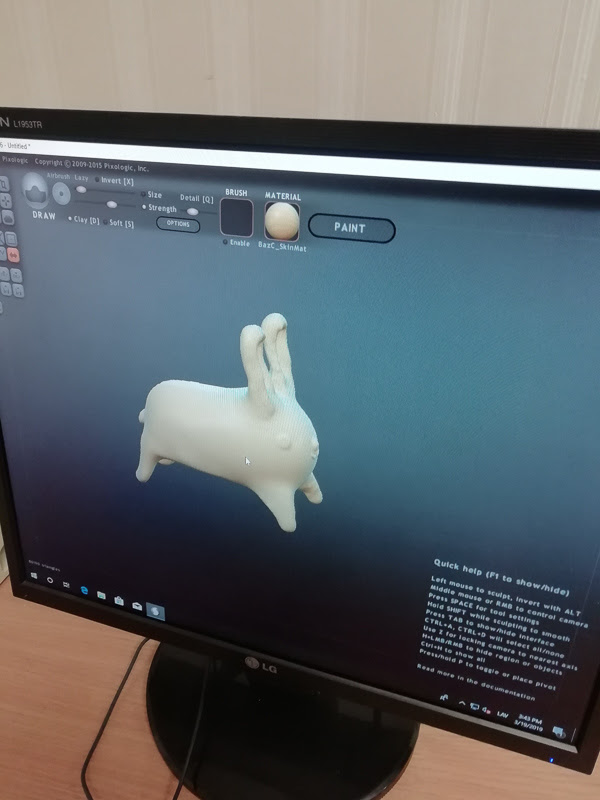 N L1953TR
6 - Untitled*
Pixologic Copyright © 2009-2015 Pixologic, Inc.
Airbrush Lazy Invert [X]
Size Detail [Q]
Strength
DRAW Clay [D] Soft [S] OPTIONS
BRUSH
Enable
MATERIAL
BazC_SkinMat
PAINT
Quick help (F1 to show/hide)
Left mouse to sculpt, invert with ALT
Middle mouse or RMB to control camera
Press SPACE for tool settings
Hold SHIFT while sculpting to smooth
Press TAB to show/hide interface
CTRL+A, CTRL+D will select all/none
Use Z for locking camera to nearest axis
H+LMB/RMB to hide region or objects
Ctrl+H to show all
Press/hold P to toggle or place pivot
Read more in the documentation
LAV
3:43 PM
3/19/2019
LG